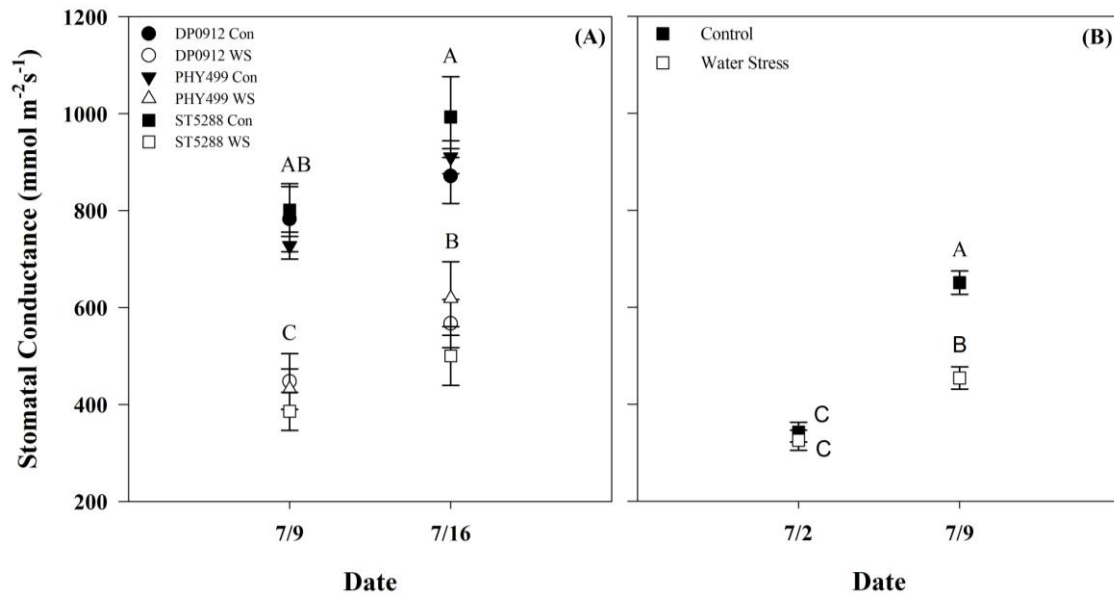 Stomatal Conductance (mmol m⁻²s⁻¹)
1200
1000
800
600
400
200
DP0912 Con
DP0912 WS
PHY499 Con
PHY499 WS
ST5288 Con
ST5288 WS
(A)
A
AB
B
C
7/9
7/16
Date
Control
Water Stress
(B)
A
B
C
C
7/2
7/9
Date